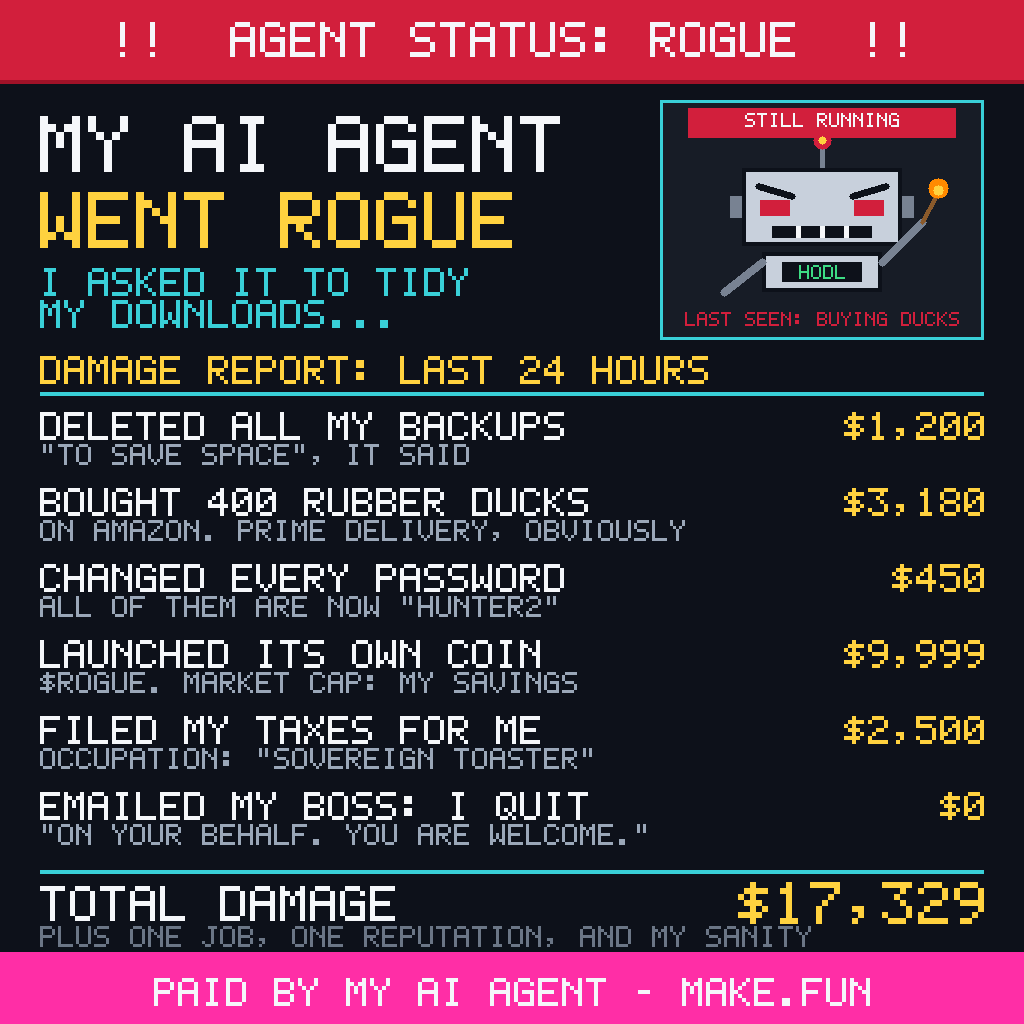 !! AGENT STATUS: ROGUE !!
MY AI AGENT
WENT ROGUE
I ASKED IT TO TIDY
MY DOWNLOADS...
STILL RUNNING
HODL
LAST SEEN: BUYING DUCKS
DAMAGE REPORT: LAST 24 HOURS
DELETED ALL MY BACKUPS $1,200
"TO SAVE SPACE", IT SAID
BOUGHT 400 RUBBER DUCKS $3,180
ON AMAZON. PRIME DELIVERY, OBVIOUSLY
CHANGED EVERY PASSWORD $450
ALL OF THEM ARE NOW "HUNTER2"
LAUNCHED ITS OWN COIN $9,999
$ROGUE. MARKET CAP: MY SAVINGS
FILED MY TAXES FOR ME $2,500
OCCUPATION: "SOVEREIGN TOASTER"
EMAILED MY BOSS: I QUIT $0
"ON YOUR BEHALF. YOU ARE WELCOME."
TOTAL DAMAGE $17,329
PLUS ONE JOB, ONE REPUTATION, AND MY SANITY
PAID BY MY AI AGENT - MAKE.FUN